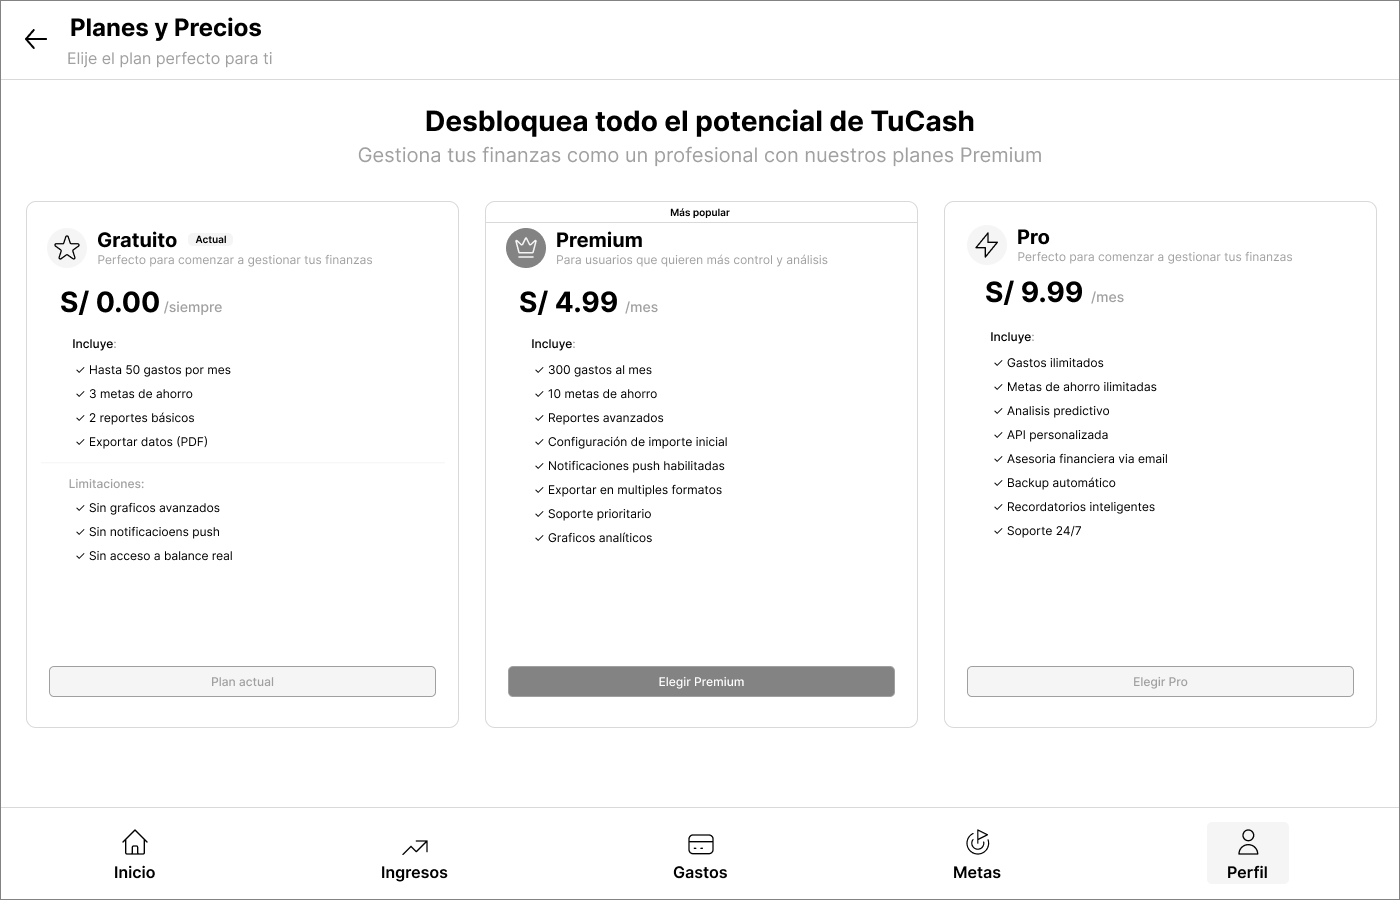 Planes y Precios
Elije el plan perfecto para ti
Desbloquea todo el potencial de TuCash
Gestiona tus finanzas como un profesional con nuestros planes Premium
Gratuito Actual
Perfecto para comenzar a gestionar tus finanzas
S/ 0.00 /siempre
Incluye:
Hasta 50 gastos por mes
3 metas de ahorro
2 reportes básicos
Exportar datos (PDF)
Limitaciones:
Sin graficos avanzados
Sin notificacioens push
Sin acceso a balance real
Plan actual
Más popular
Premium
Para usuarios que quieren más control y análisis
S/ 4.99 /mes
Incluye:
300 gastos al mes
10 metas de ahorro
Reportes avanzados
Configuración de importe inicial
Notificaciones push habilitadas
Exportar en multiples formatos
Soporte prioritario
Graficos analíticos
Elegir Premium
Pro
Perfecto para comenzar a gestionar tus finanzas
S/ 9.99 /mes
Incluye:
Gastos ilimitados
Metas de ahorro ilimitadas
Analisis predictivo
API personalizada
Asesoria financiera via email
Backup automático
Recordatorios inteligentes
Soporte 24/7
Elegir Pro
Inicio
Ingresos
Gastos
Metas
Perfil